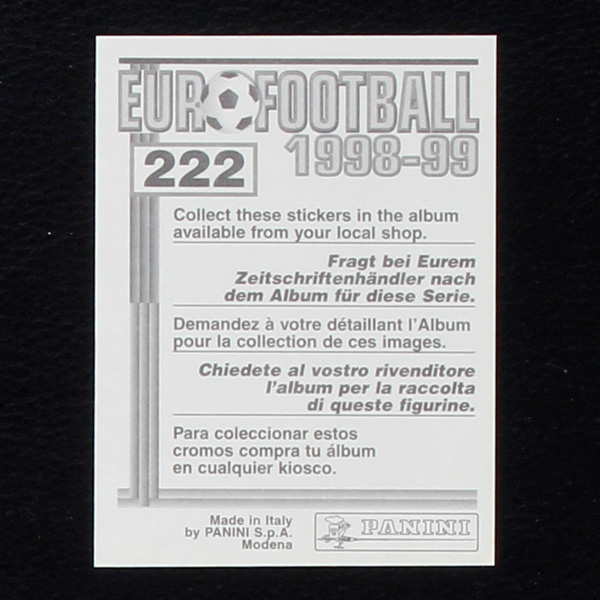 EUROFOOTBALL
1998-99
222
Collect these stickers in the album
available from your local shop.
Fragt bei Eurem
Zeitschriftenhändler nach
dem Album für diese Serie.
Demandez à votre détaillant l'Album
pour la collection de ces images.
Chiedete al vostro rivenditore
l'album per la raccolta
di queste figurine.
Para coleccionar estos
cromos compra tu álbum
en cualquier kiosco.
Made in Italy
by PANINI S.p.A.
Modena
PANINI